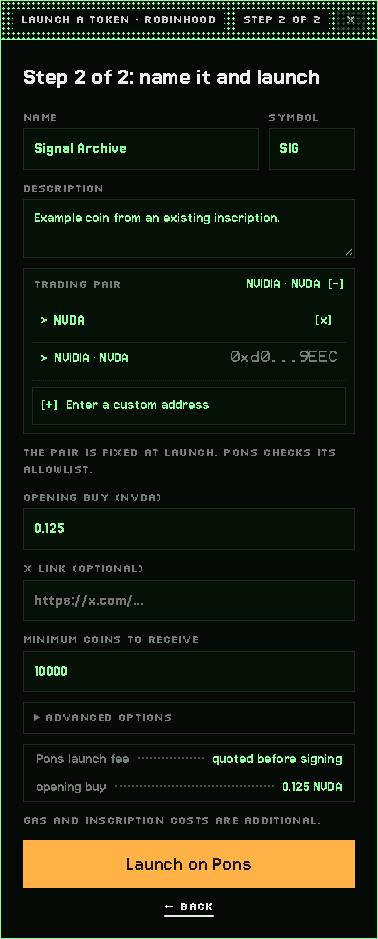 LAUNCH A TOKEN · ROBINHOOD STEP 2 OF 2 X
Step 2 of 2: name it and launch
NAME SYMBOL
Signal Archive SIG
DESCRIPTION
Example coin from an existing inscription.
TRADING PAIR NVIDIA · NVDA [-]
> NVDA [x]
> NVIDIA · NVDA 0xd0...9EEC
[+] Enter a custom address
THE PAIR IS FIXED AT LAUNCH. PONS CHECKS ITS
ALLOWLIST.
OPENING BUY (NVDA)
0.125
X LINK (OPTIONAL)
https://x.com/...
MINIMUM COINS TO RECEIVE
10000
▶ ADVANCED OPTIONS
Pons launch fee quoted before signing
opening buy 0.125 NVDA
GAS AND INSCRIPTION COSTS ARE ADDITIONAL.
Launch on Pons
← BACK